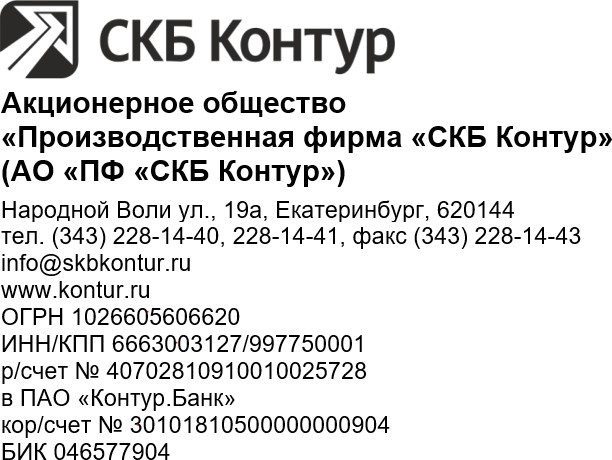 СКБ Контур
Акционерное общество
«Производственная фирма «СКБ Контур»
(АО «ПФ «СКБ Контур»)
Народной Воли ул., 19а, Екатеринбург, 620144
тел. (343) 228-14-40, 228-14-41, факс (343) 228-14-43
info@skbkontur.ru
www.kontur.ru
ОГРН 1026605606620
ИНН/КПП 6663003127/997750001
р/счет № 40702810910010025728
в ПАО «Контур.Банк»
кор/счет № 30101810500000000904
БИК 046577904